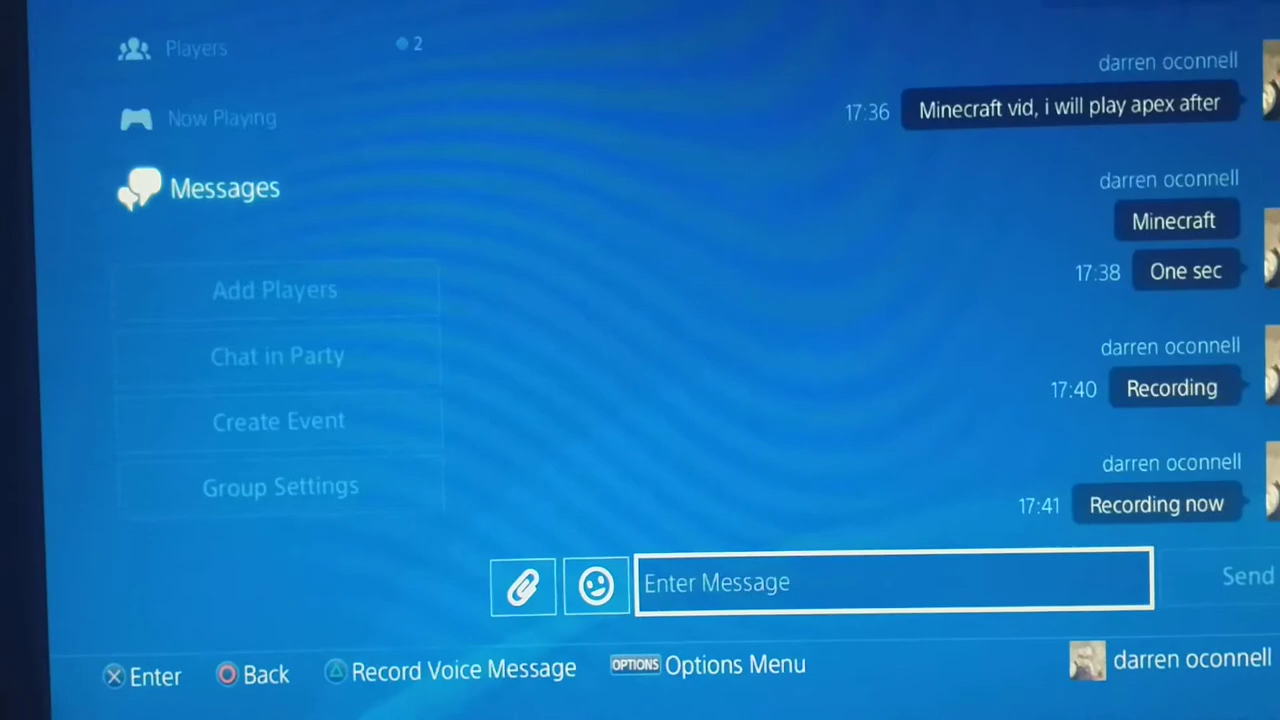 Players
2
Now Playing
Messages
Add Players
Chat in Party
Create Event
Group Settings
darren oconnell
17:36 Minecraft vid, i will play apex after
darren oconnell
Minecraft
17:38 One sec
darren oconnell
17:40 Recording
darren oconnell
17:41 Recording now
Enter Message
Send
Enter Back Record Voice Message OPTIONS Options Menu
darren oconnell